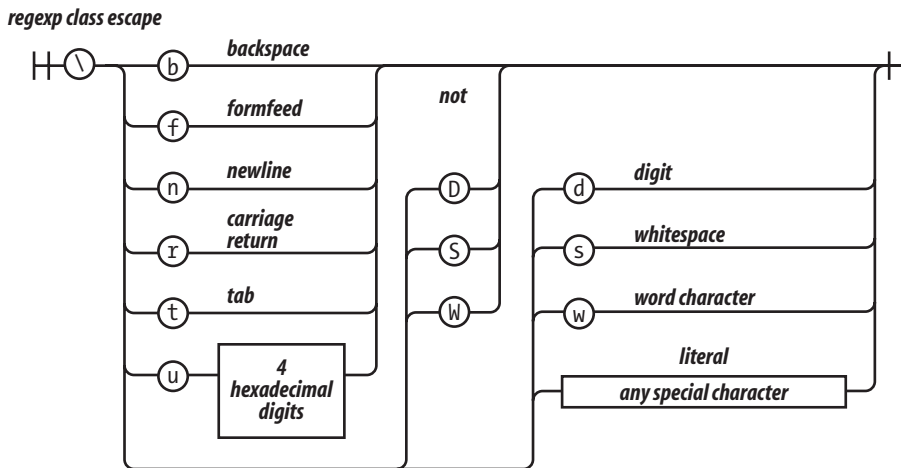 regexp class escape
\
b
backspace
f
formfeed
n
newline
r
carriage
return
t
tab
u
4
hexadecimal
digits
not
D
S
W
d
digit
s
whitespace
w
word character
literal
any special character